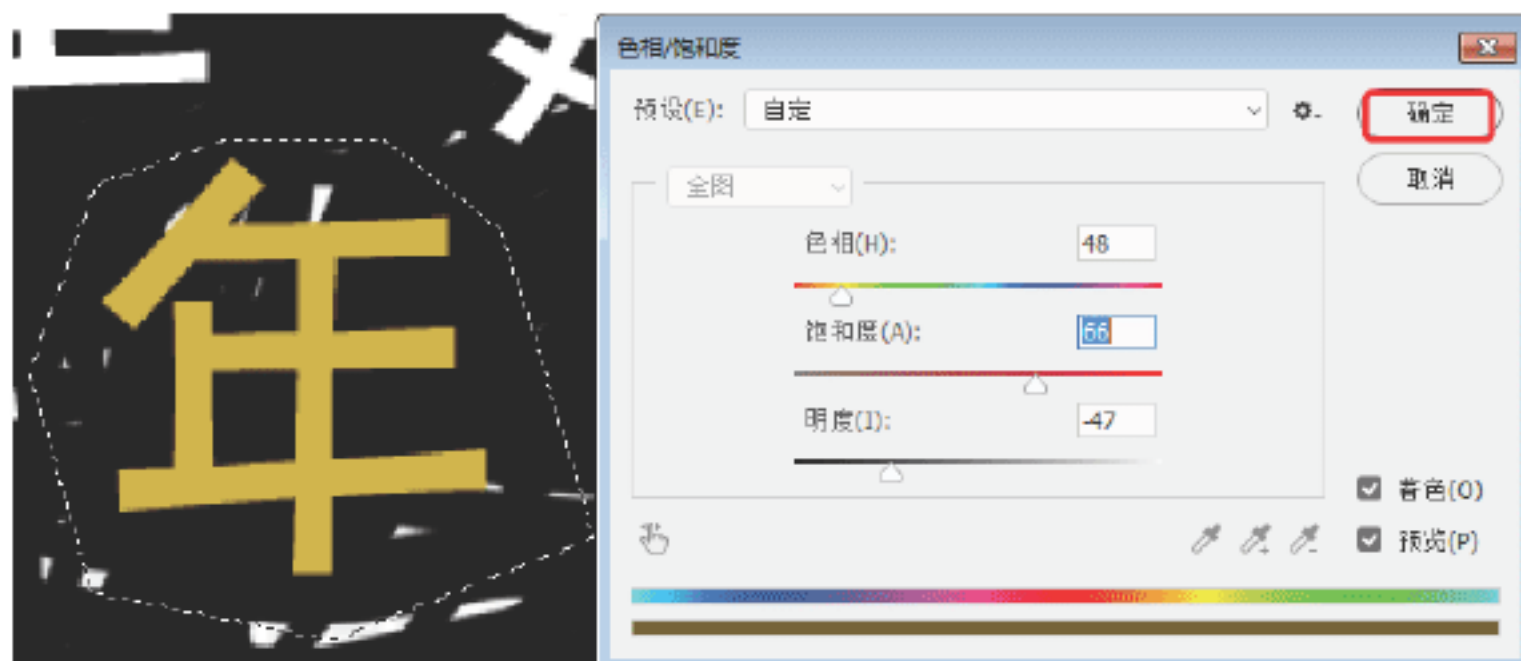 年
色相/饱和度
预设(E): 自定
确定
取消
全图
色相(H): 48
饱和度(A): 66
明度(I): -47
着色(O)
预览(P)